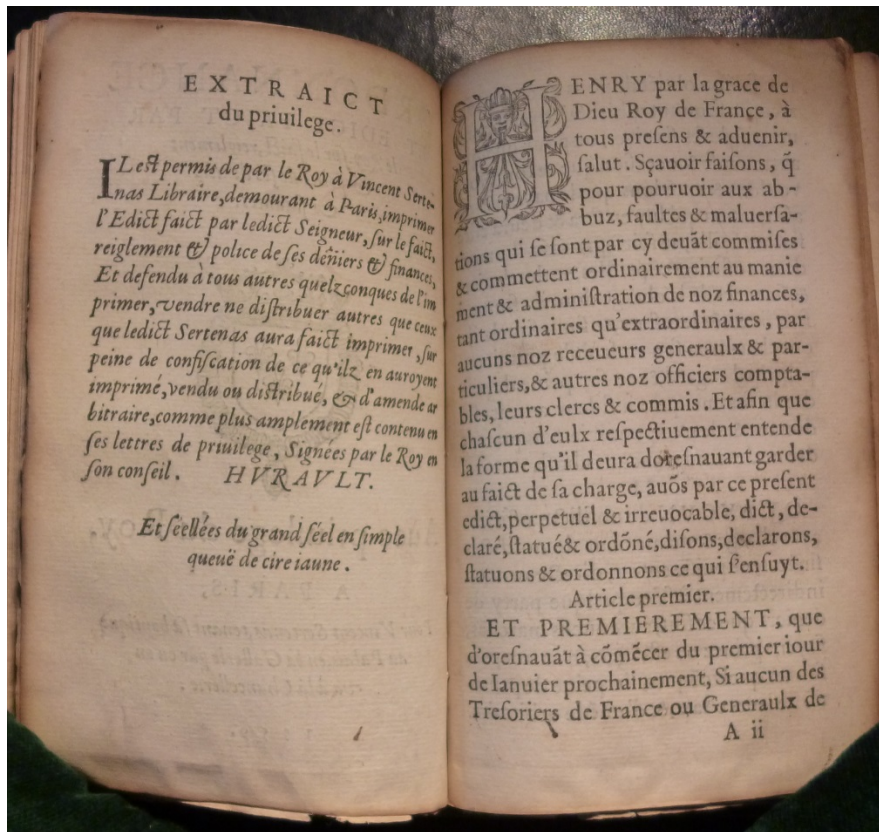 EXTRAICT
du priuilege.
IL eſt permis de par le Roy à Vincent Sertè-
nas Libraire, demourant à Paris, imprimer
l'Edict faict par ledict Seigneur, ſur le faict,
reiglement & police de ſes dẽniers & finances,
Et defendu à tous autres quelzconques de l'im
primer, vendre ne diſtribuer autres que ceux
que ledict Sertenas aura faict imprimer, ſur
peine de confiſcation de ce qu'ilz en auroyent
imprimé, vendu ou diſtribué, & d'amende ar
bitraire, comme plus amplement eſt contenu en
ſes lettres de priuilege, Signées par le Roy en
ſon conſeil. HVRAVLT.
Et ſeellées du grand ſéel en ſimple
queuë de cire iaune.
HENRY par la grace de
Dieu Roy de France, à
tous preſens & aduenir,
ſalut. Sçauoir faiſons, q̃
pour pouruoir aux ab-
buz, faultes & maluerſa-
tions qui ſe ſont par cy deuãt commiſes
& commettent ordinairement au manie
ment & adminiſtration de noz finances,
tant ordinaires qu'extraordinaires, par
aucuns noz receueurs generaulx & par-
ticuliers, & autres noz officiers compta-
bles, leurs clercs & commis. Et afin que
chaſcun d'eulx reſpectiuement entende
la forme qu'il deura doreſnauant garder
au faict de ſa charge, auõs par ce preſent
edict, perpetuel & irreuocable, dict, de-
claré, ſtatué & ordõné, diſons, declarons,
ſtatuons & ordonnons ce qui ſ'enſuyt.
Article premier.
ET PREMIEREMENT, que
d'oreſnauãt à cõmẽcer du premier iour
de Ianuier prochainement, Si aucun des
Treſoriers de France ou Generaulx de
A ii